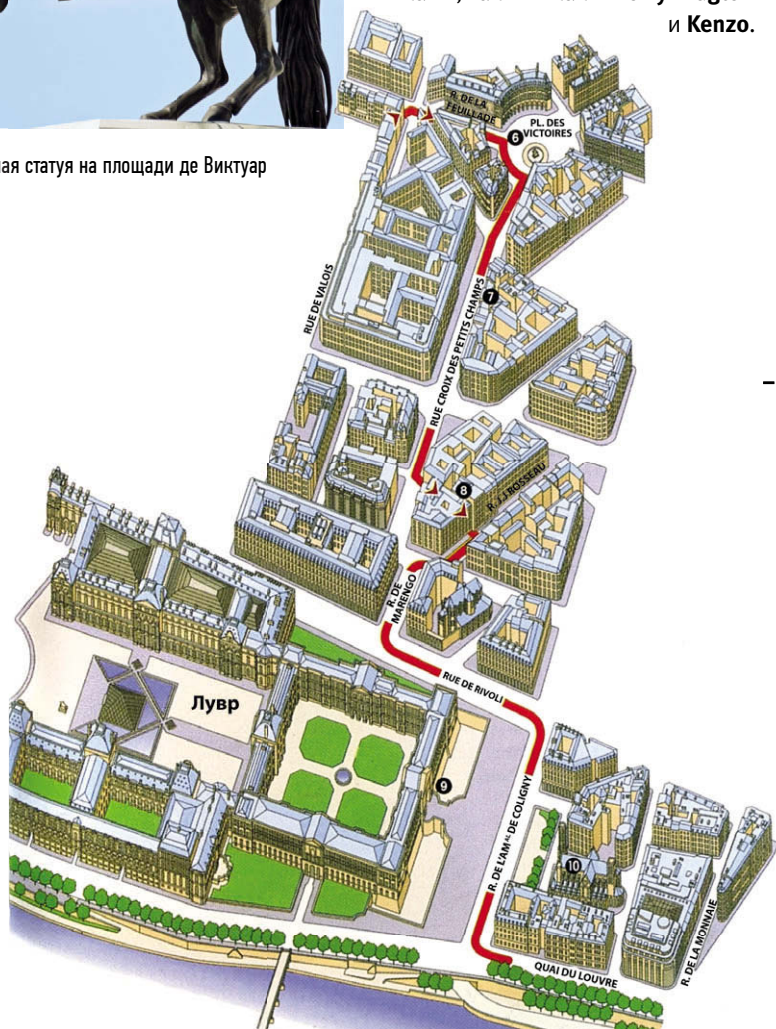 и Kenzo.
ая статуя на площади де Виктуар
R. DE LA
FEUILLADE
6
PL. DES
VICTOIRES
RUE DE VALOIS
7
RUE CROIX DES PETITS CHAMPS
–
8
R. J.J.ROSSEAU
R. DE
MARENGO
RUE DE RIVOLI
Лувр
9
R. DE L'AM^AL DE COLIGNY
10
R. DE LA MONNAIE
QUAI DU LOUVRE